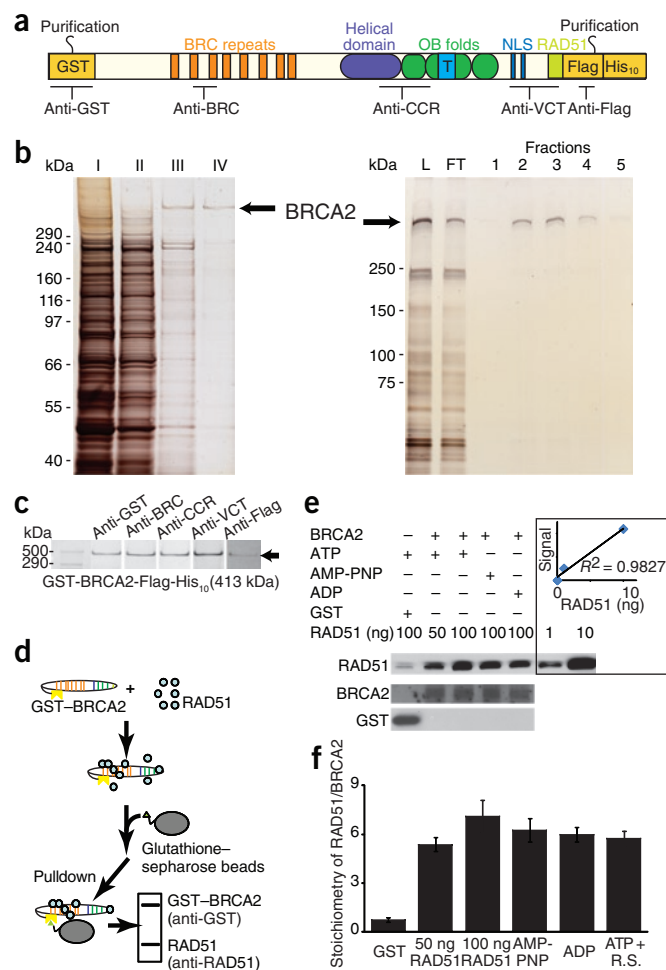 a
Purification
Purification
BRC repeats
Helical
domain
OB folds
NLS
RAD51
GST
T
Flag
His10
Anti-GST
Anti-BRC
Anti-CCR
Anti-VCT
Anti-Flag
b
kDa
I
II
III
IV
290
240
160
116
97
66
55
40
BRCA2
Fractions
kDa
L
FT
1
2
3
4
5
250
150
100
75
c
kDa
Anti-GST
Anti-BRC
Anti-CCR
Anti-VCT
Anti-Flag
500
290
GST-BRCA2-Flag-His10(413 kDa)
d
GST–BRCA2
+
RAD51
Glutathione–
sepharose beads
Pulldown
GST–BRCA2
(anti-GST)
RAD51
(anti-RAD51)
e
BRCA2 – + + + +
ATP + + + – –
AMP-PNP – – – + –
ADP – – – – +
GST + – – – –
RAD51 (ng) 100 50 100 100 100 1 10
RAD51
BRCA2
GST
Signal
R2 = 0.9827
0
10
RAD51 (ng)
f
Stoichiometry of RAD51/BRCA2
9
6
3
0
GST
50 ng
RAD51
100 ng
RAD51
AMP-
PNP
ADP
ATP +
R.S.